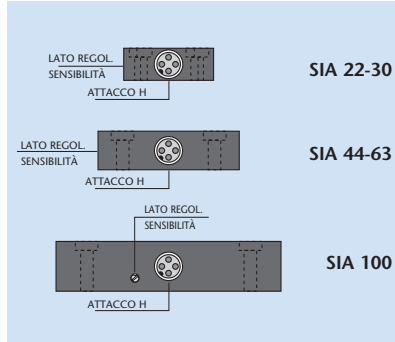 LATO REGOL.
SENSIBILITÀ
ATTACCO H
SIA 22-30
LATO REGOL.
SENSIBILITÀ
ATTACCO H
SIA 44-63
LATO REGOL.
SENSIBILITÀ
ATTACCO H
SIA 100